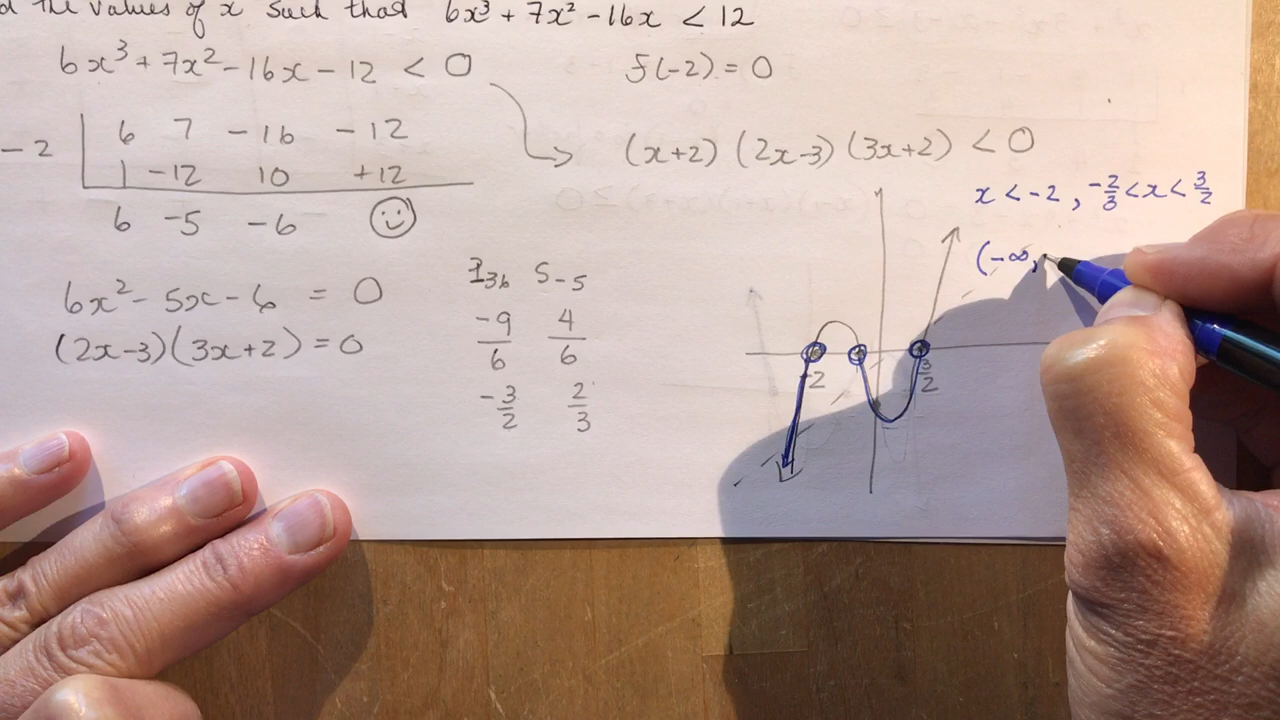 the values of x such that 6x³ + 7x² - 16x < 12
6x³ + 7x² - 16x - 12 < 0
-2 | 6 7 -16 -12
1 -12 10 +12
6 -5 -6
6x² - 5x - 6 = 0
(2x-3)(3x+2) = 0
P36 S-5
-9/6 4/6
-3/2 2/3
f(-2) = 0
(x+2)(2x-3)(3x+2) < 0
x < -2, -2/3 < x < 3/2
(-∞,
-2
3/2